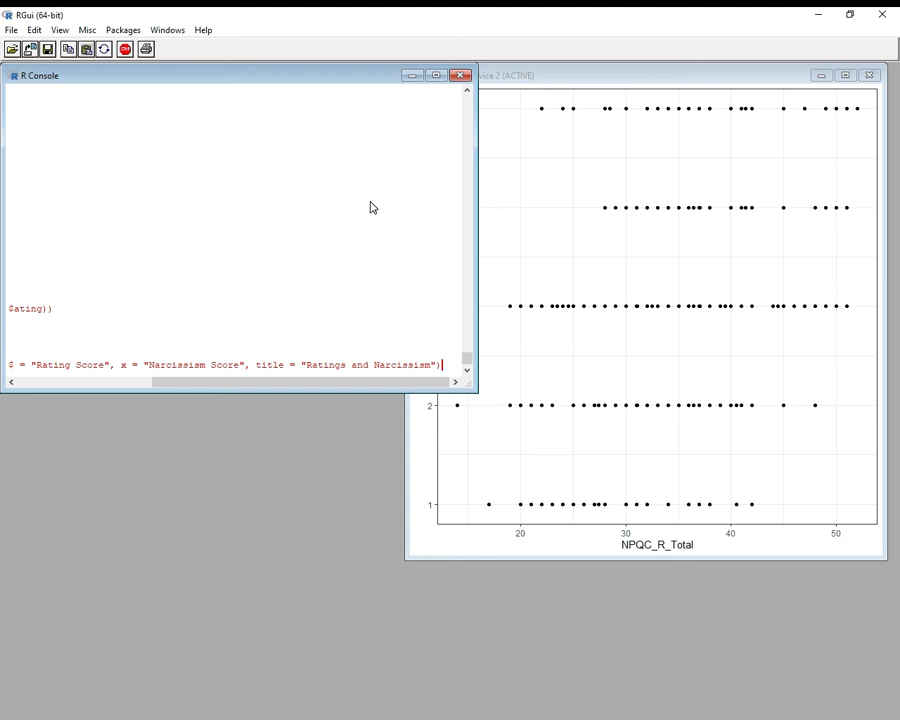 RGui (64-bit)
File Edit View Misc Packages Windows Help
STOP
R Console
vice 2 (ACTIVE)
$ating))
$ = "Rating Score", x = "Narcissism Score", title = "Ratings and Narcissism")
2
1
20 30 40 50
NPQC_R_Total